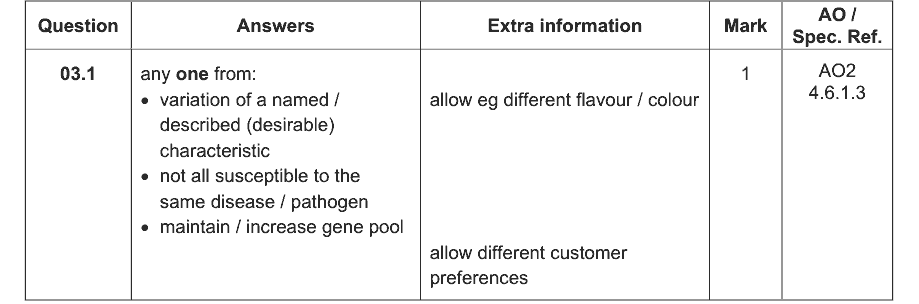 Question Answers Extra information Mark AO /
Spec. Ref.
03.1 any one from: 1 AO2
• variation of a named / allow eg different flavour / colour 4.6.1.3
described (desirable)
characteristic
• not all susceptible to the
same disease / pathogen
• maintain / increase gene pool
allow different customer
preferences